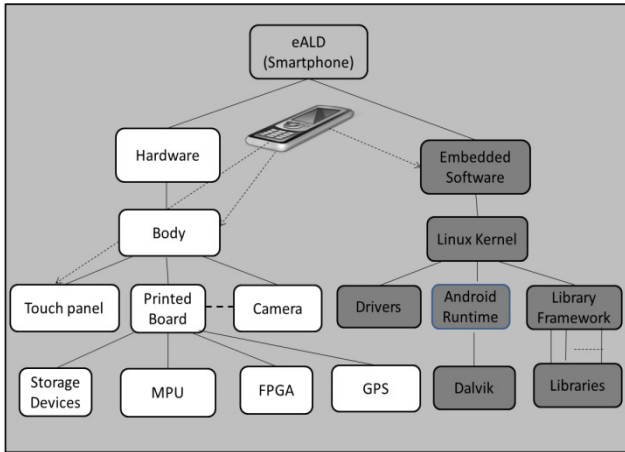 eALD
(Smartphone)
Hardware
Embedded
Software
Body
Linux Kernel
Touch panel
Printed
Board
Camera
Drivers
Android
Runtime
Library
Framework
Storage
Devices
MPU
FPGA
GPS
Dalvik
Libraries